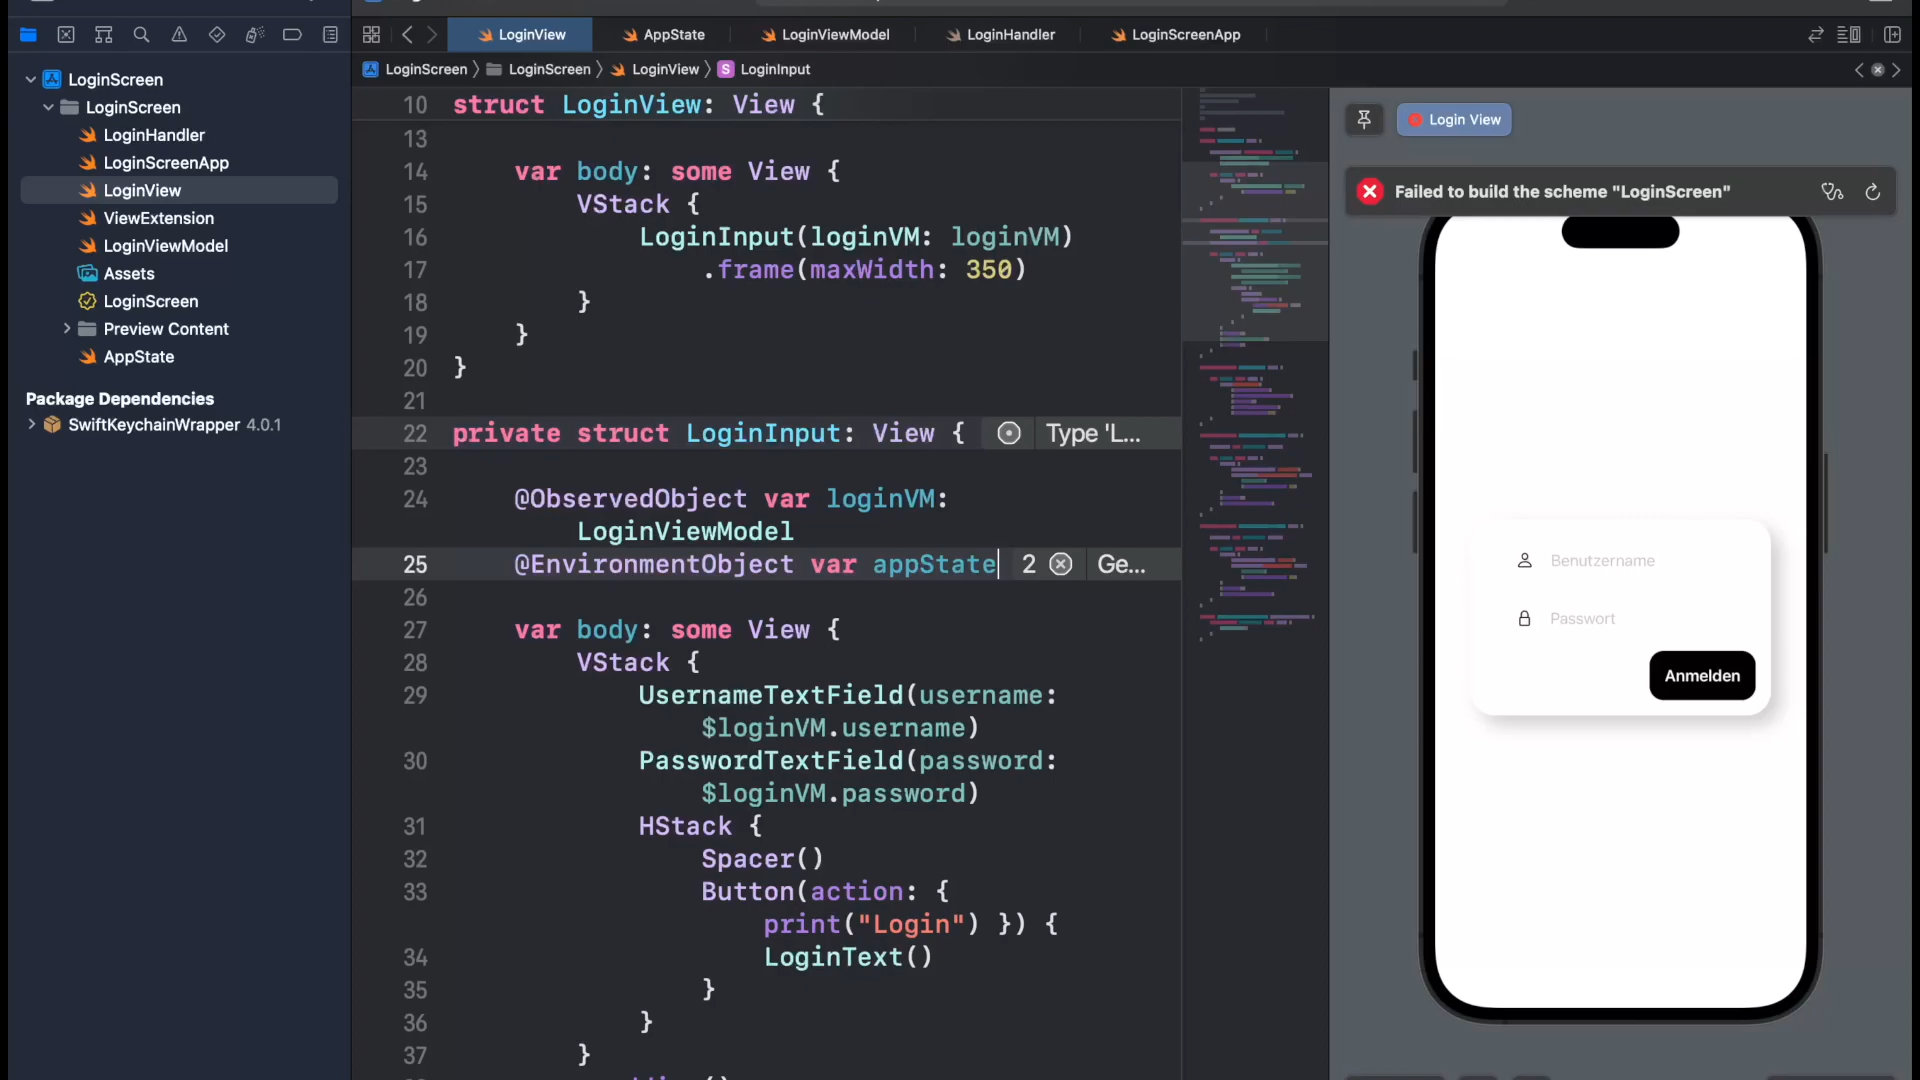 LoginView
AppState
LoginViewModel
LoginHandler
LoginScreenApp
LoginScreen
LoginScreen
LoginView
S LoginInput
LoginScreen
LoginScreen
LoginHandler
LoginScreenApp
LoginView
ViewExtension
LoginViewModel
Assets
LoginScreen
Preview Content
AppState
Package Dependencies
SwiftKeychainWrapper 4.0.1
10 struct LoginView: View {
13
14 var body: some View {
15 VStack {
16 LoginInput(loginVM: loginVM)
17 .frame(maxWidth: 350)
18 }
19 }
20 }
21
22 private struct LoginInput: View { Type 'L...
23
24 @ObservedObject var loginVM:
LoginViewModel
25 @EnvironmentObject var appState 2 Ge...
26
27 var body: some View {
28 VStack {
29 UsernameTextField(username:
$loginVM.username)
30 PasswordTextField(password:
$loginVM.password)
31 HStack {
32 Spacer()
33 Button(action: {
print("Login") }) {
34 LoginText()
35 }
36 }
37 }
Login View
Failed to build the scheme "LoginScreen"
Benutzername
Passwort
Anmelden